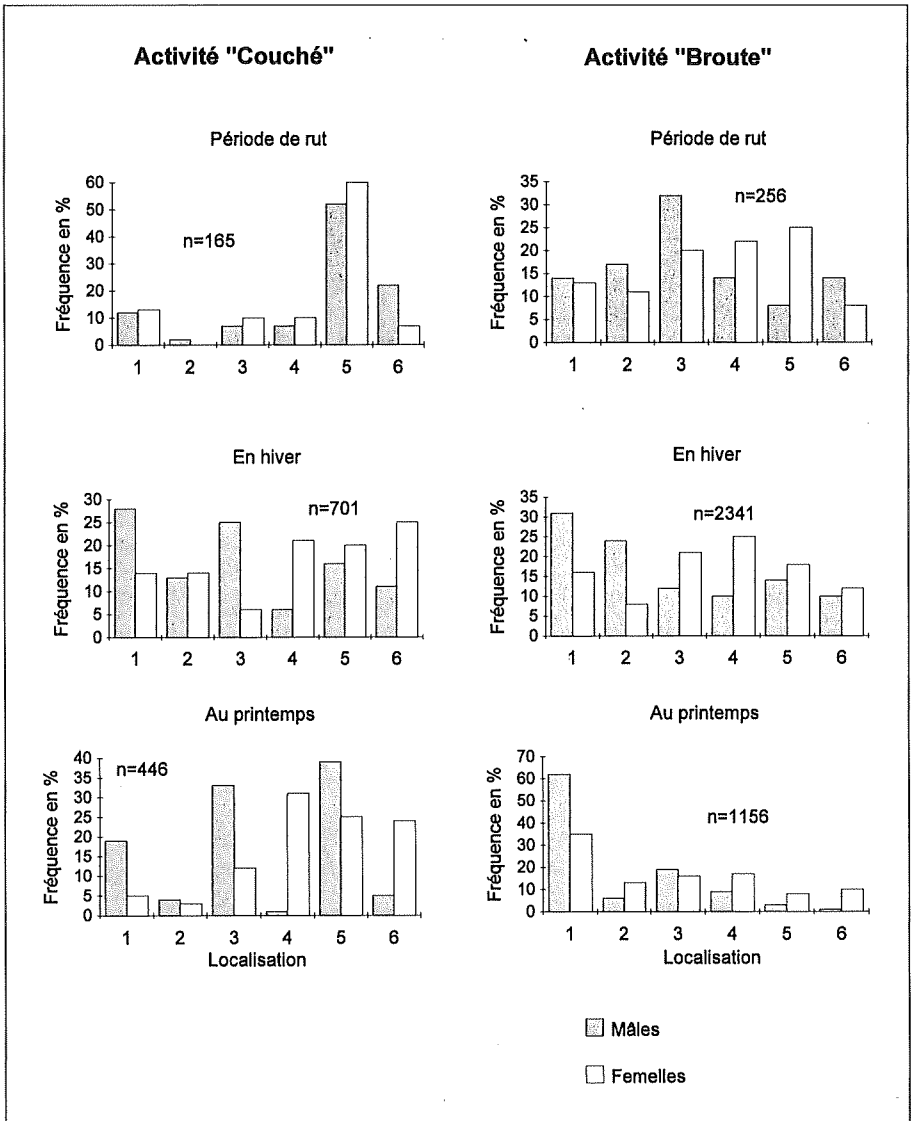 Activité "Couché"
Activité "Broute"
Période de rut
Fréquence en %
60
50
40
30
20
10
0
n=165
1 2 3 4 5 6
Période de rut
Fréquence en %
35
30
25
20
15
10
5
0
n=256
1 2 3 4 5 6
En hiver
Fréquence en %
30
25
20
15
10
5
0
n=701
1 2 3 4 5 6
En hiver
Fréquence en %
35
30
25
20
15
10
5
0
n=2341
1 2 3 4 5 6
Au printemps
Fréquence en %
40
35
30
25
20
15
10
5
0
n=446
1 2 3 4 5 6
Localisation
Au printemps
Fréquence en %
70
60
50
40
30
20
10
0
n=1156
1 2 3 4 5 6
Localisation
Mâles
Femelles